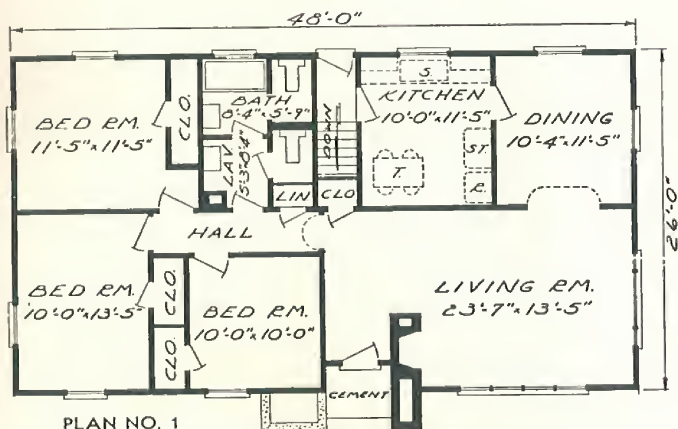 48'-0"
BED RM.
11'-5"x11'-5"
CLO.
BATH
8'-4"x5'-9"
LAV.
5'-3"x8'-4"
LIN
DOWN
CLO
S.
KITCHEN
10'-0"x11'-5"
T.
ST.
R.
DINING
10'-4"x11'-5"
26'-0"
HALL
BED RM.
10'-0"x13'-5"
CLO.
CLO.
BED RM.
10'-0"x10'-0"
LIVING RM.
23'-7"x13'-5"
CEMENT
PLAN NO. 1